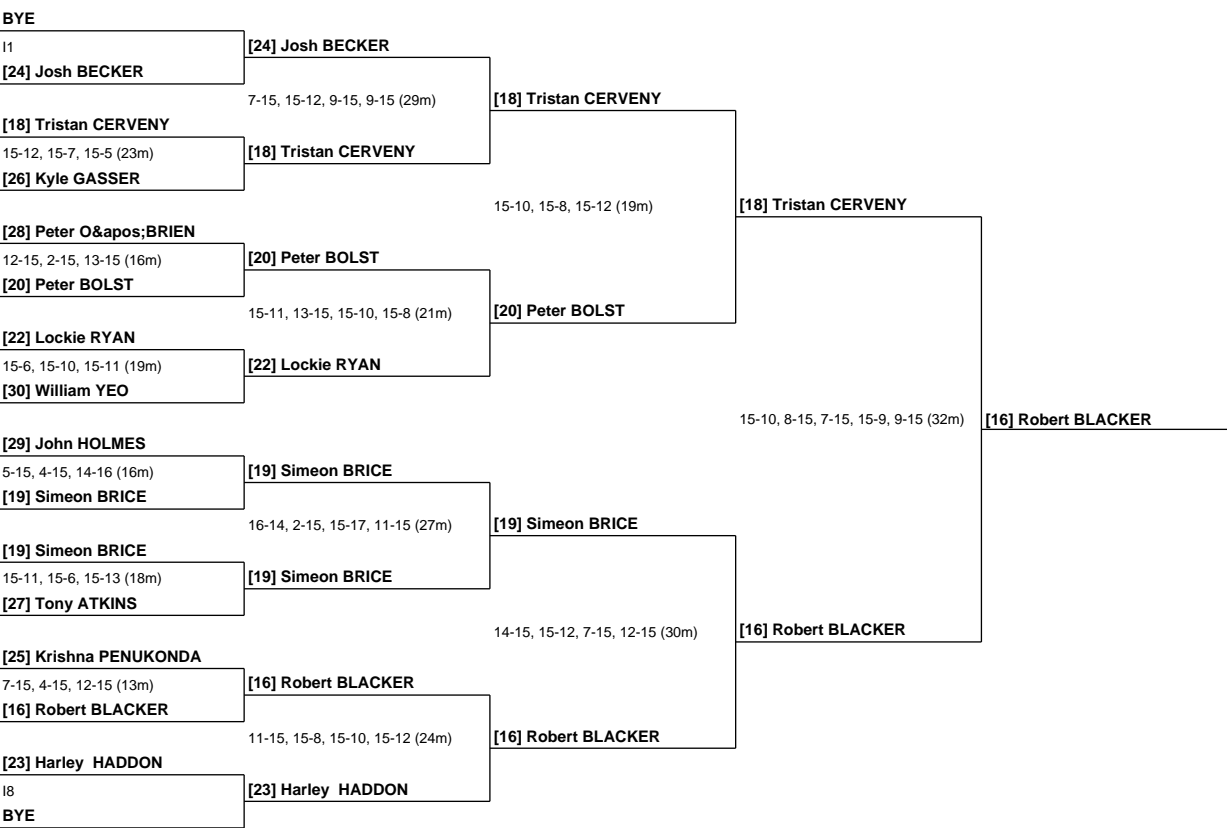 BYE
I1
[24] Josh BECKER
[18] Tristan CERVENY
15-12, 15-7, 15-5 (23m)
[26] Kyle GASSER
[28] Peter O&apos;BRIEN
12-15, 2-15, 13-15 (16m)
[20] Peter BOLST
[22] Lockie RYAN
15-6, 15-10, 15-11 (19m)
[30] William YEO
[29] John HOLMES
5-15, 4-15, 14-16 (16m)
[19] Simeon BRICE
[19] Simeon BRICE
15-11, 15-6, 15-13 (18m)
[27] Tony ATKINS
[25] Krishna PENUKONDA
7-15, 4-15, 12-15 (13m)
[16] Robert BLACKER
[23] Harley  HADDON
I8
BYE
[24] Josh BECKER
7-15, 15-12, 9-15, 9-15 (29m)
[18] Tristan CERVENY
[20] Peter BOLST
15-11, 13-15, 15-10, 15-8 (21m)
[22] Lockie RYAN
[19] Simeon BRICE
16-14, 2-15, 15-17, 11-15 (27m)
[19] Simeon BRICE
[16] Robert BLACKER
11-15, 15-8, 15-10, 15-12 (24m)
[23] Harley  HADDON
[18] Tristan CERVENY
15-10, 15-8, 15-12 (19m)
[20] Peter BOLST
[19] Simeon BRICE
14-15, 15-12, 7-15, 12-15 (30m)
[16] Robert BLACKER
[18] Tristan CERVENY
15-10, 8-15, 7-15, 15-9, 9-15 (32m)
[16] Robert BLACKER
[16] Robert BLACKER